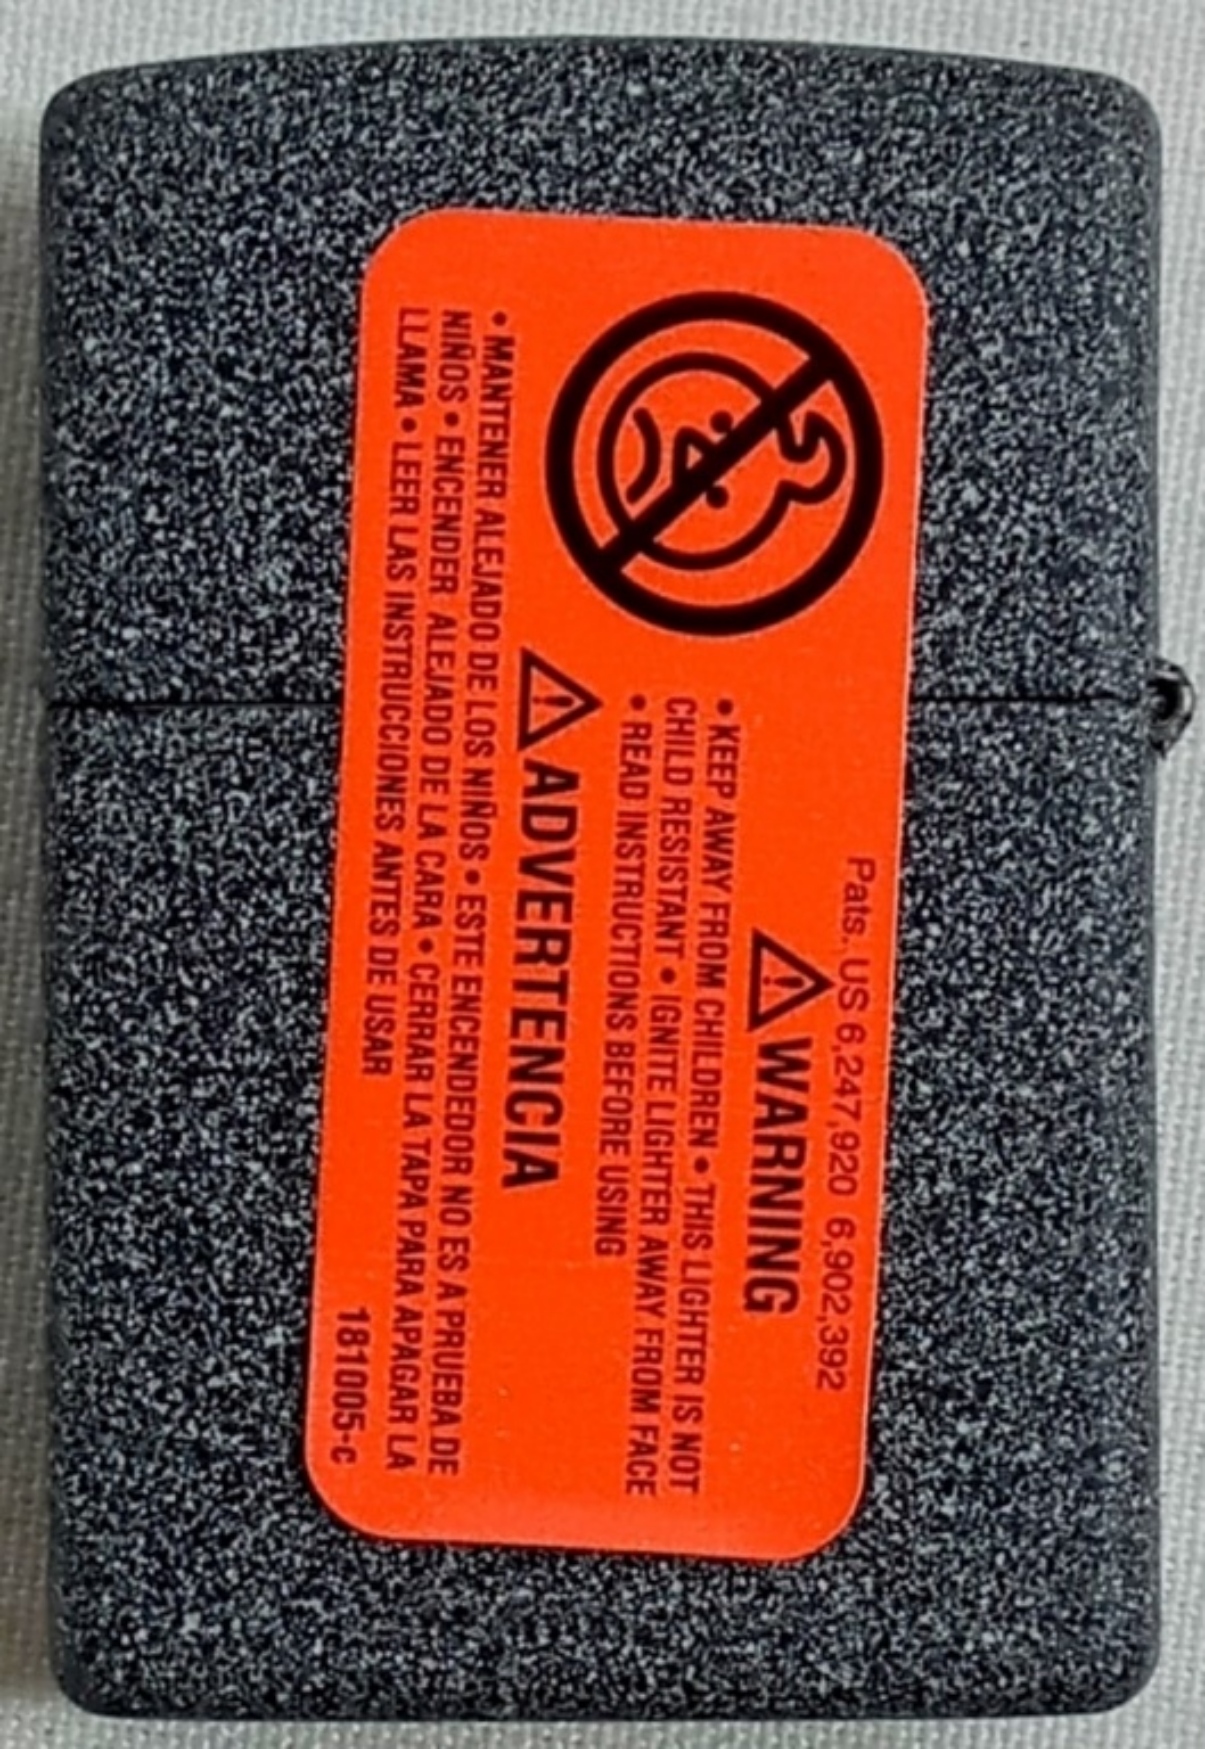 Pats. US 6,247,920 6,902,392
WARNING
• KEEP AWAY FROM CHILDREN • THIS LIGHTER IS NOT
CHILD RESISTANT • IGNITE LIGHTER AWAY FROM FACE
• READ INSTRUCTIONS BEFORE USING
ADVERTENCIA
• MANTENER ALEJADO DE LOS NIÑOS • ESTE ENCENDEDOR NO ES A PRUEBA DE
NIÑOS • ENCENDER ALEJADO DE LA CARA • CERRAR LA TAPA PARA APAGAR LA
LLAMA • LEER LAS INSTRUCCIONES ANTES DE USAR
181005-c